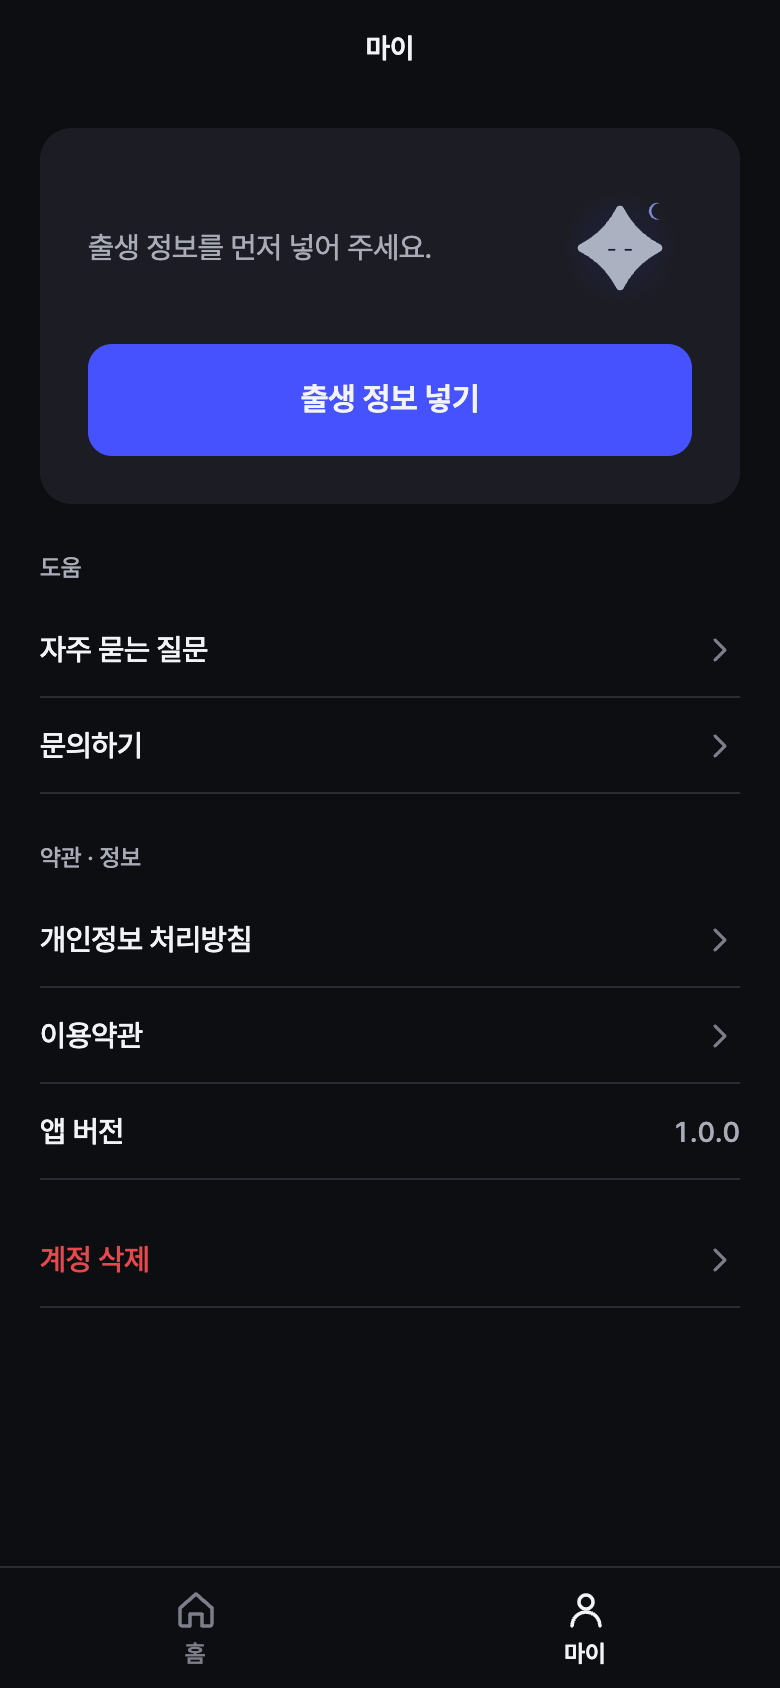 마이
출생 정보를 먼저 넣어 주세요.
출생 정보 넣기
도움
자주 묻는 질문
문의하기
약관 · 정보
개인정보 처리방침
이용약관
앱 버전 1.0.0
계정 삭제
홈 마이